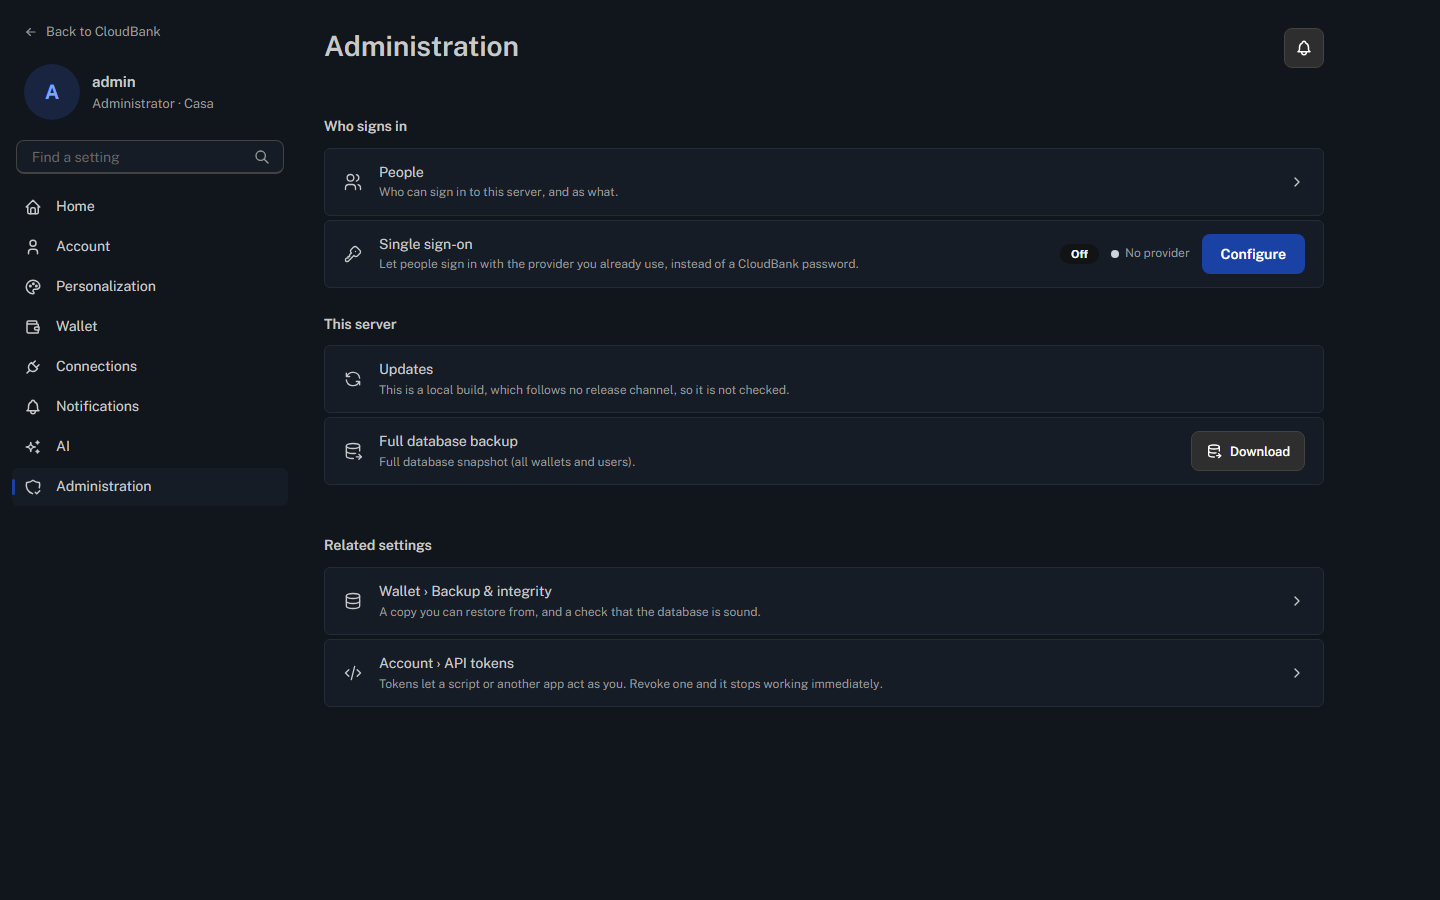 Back to CloudBank
A
admin
Administrator · Casa
Find a setting
Home
Account
Personalization
Wallet
Connections
Notifications
AI
Administration
Administration
Who signs in
People
Who can sign in to this server, and as what.
Single sign-on
Let people sign in with the provider you already use, instead of a CloudBank password.
Off
No provider
Configure
This server
Updates
This is a local build, which follows no release channel, so it is not checked.
Full database backup
Full database snapshot (all wallets and users).
Download
Related settings
Wallet › Backup & integrity
A copy you can restore from, and a check that the database is sound.
Account › API tokens
Tokens let a script or another app act as you. Revoke one and it stops working immediately.